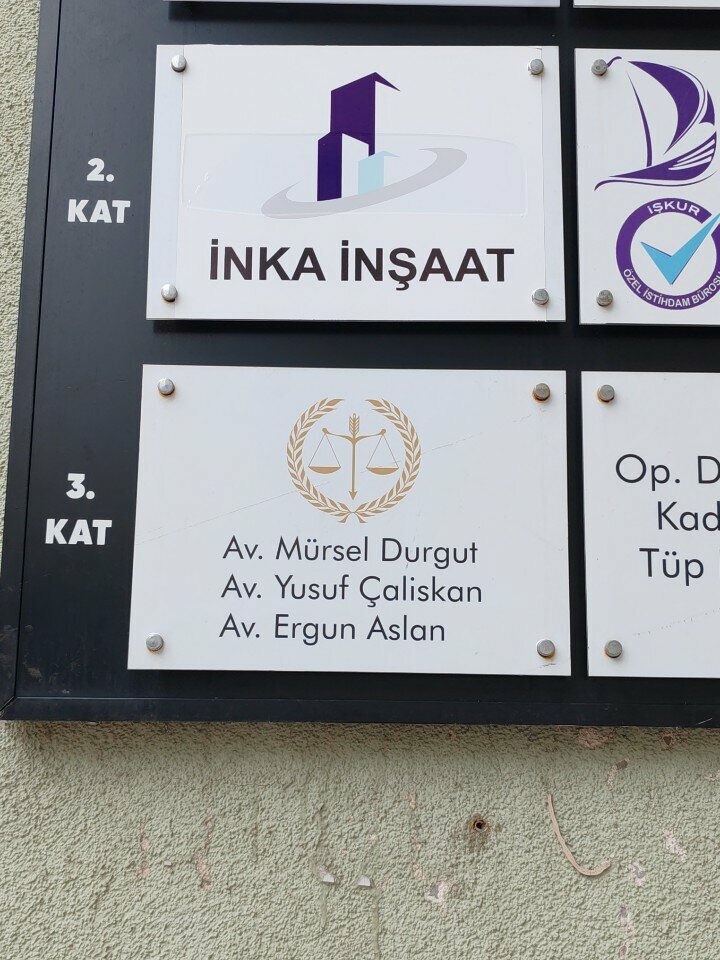 2.
KAT
İNKA İNŞAAT
İŞKUR
ÖZEL İSTİHDAM BÜROSU
3.
KAT
Av. Mürsel Durgut
Av. Yusuf Çaliskan
Av. Ergun Aslan
Op. D
Kad
Tüp